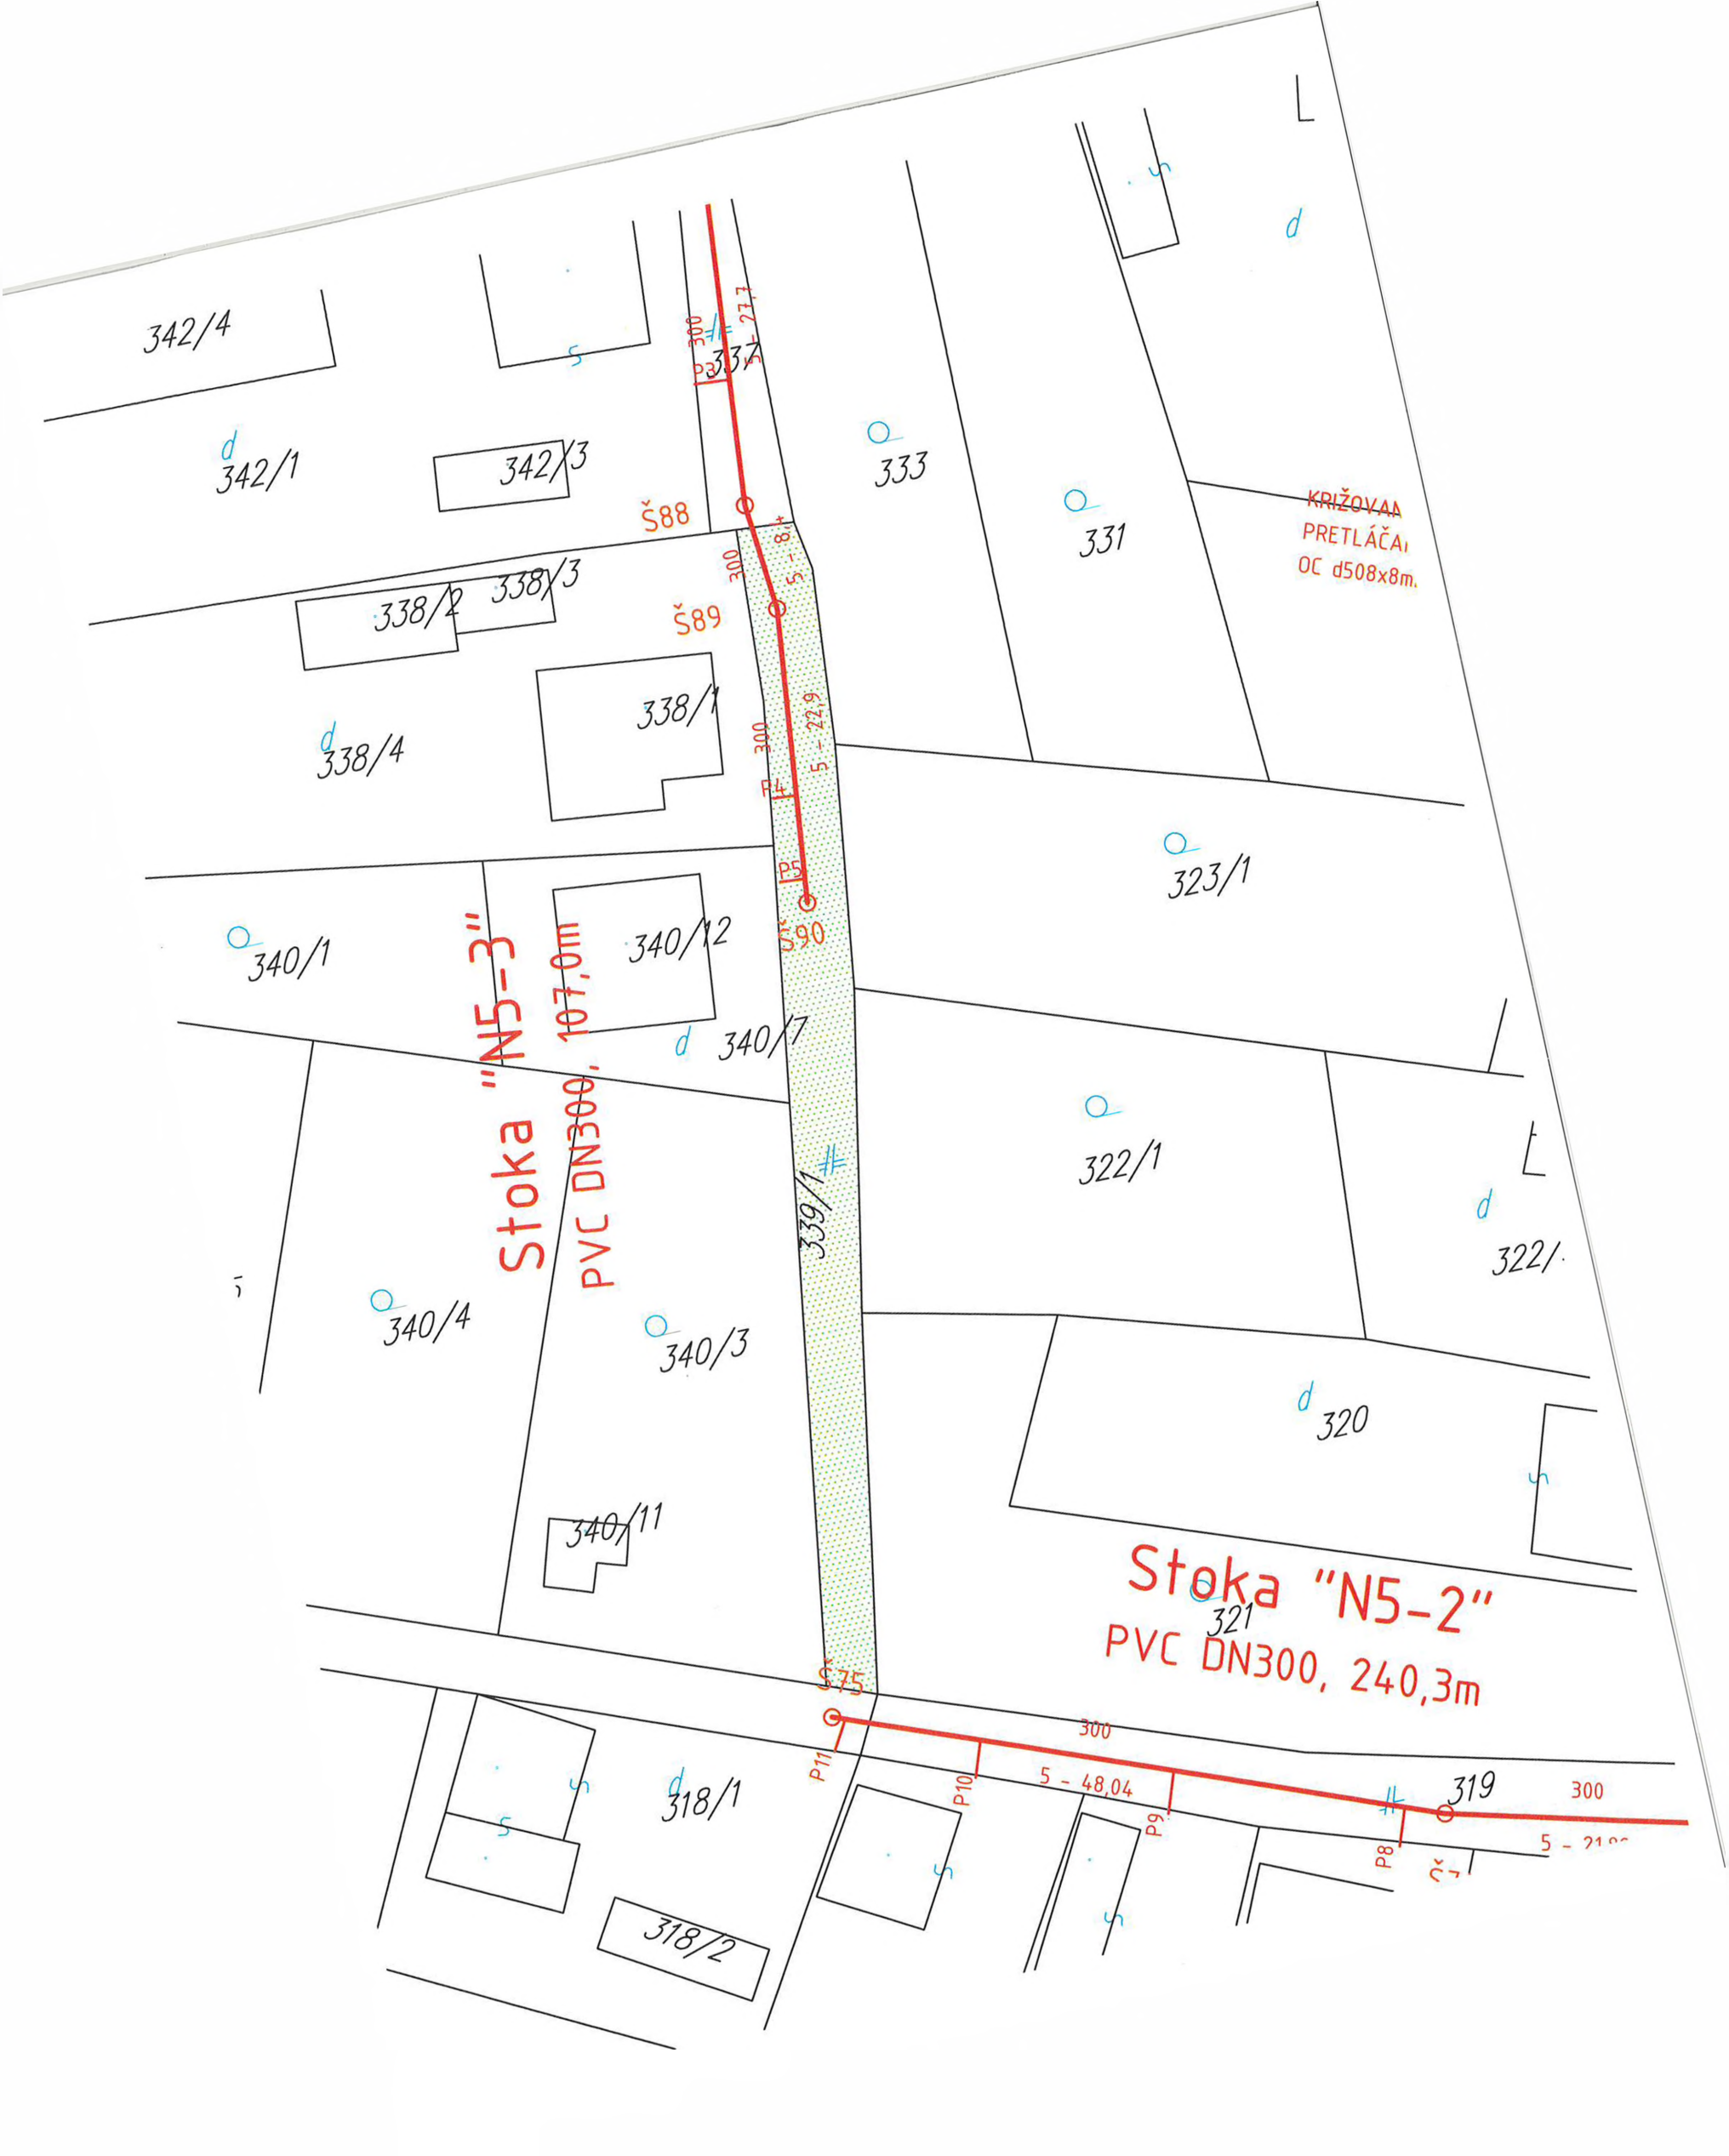 342/4
s
d
342/1
342/3
300
337
5 - 27,7
P3
s
d
333
331
KRIŽOVAN
PRETLÁČA
OC d508x8m.
Š88
300
338/3
338/2
Š89
338/1
d
338/4
300
5 - 22,9
P4
P5
Š90
323/1
340/1
340/12
d
340/7
Stoka "N5-3"
PVC DN300, 107,0m
339/1
322/1
d
322/
340/4
340/3
d
320
s
340/11
Stoka "N5-2"
321
PVC DN300, 240,3m
Š75
300
P11
P10
5 - 48,04
P9
319
300
P8
d
318/1
s
s
s
s
318/2